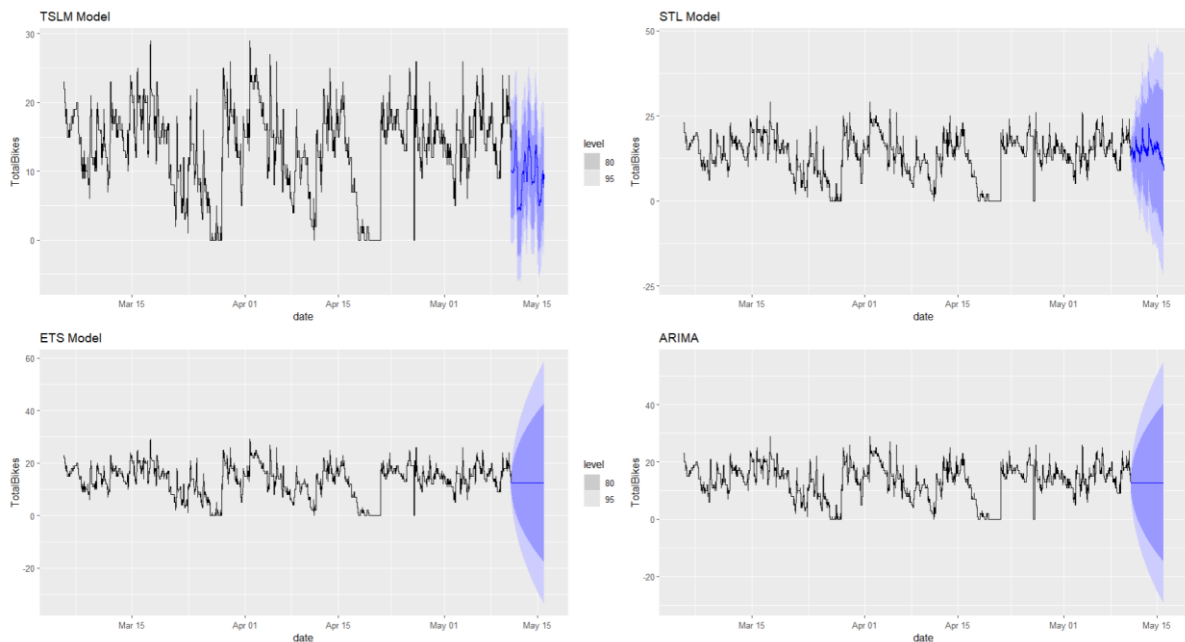 TSLM Model
30
20
10
0
TotalBikes
Mar 15
Apr 01
Apr 15
May 01
May 15
date
level
80
95
STL Model
50
25
0
-25
TotalBikes
Mar 15
Apr 01
Apr 15
May 01
May 15
date
ETS Model
60
40
20
0
-20
TotalBikes
Mar 15
Apr 01
Apr 15
May 01
May 15
date
level
80
95
ARIMA
40
20
0
-20
TotalBikes
Mar 15
Apr 01
Apr 15
May 01
May 15
date